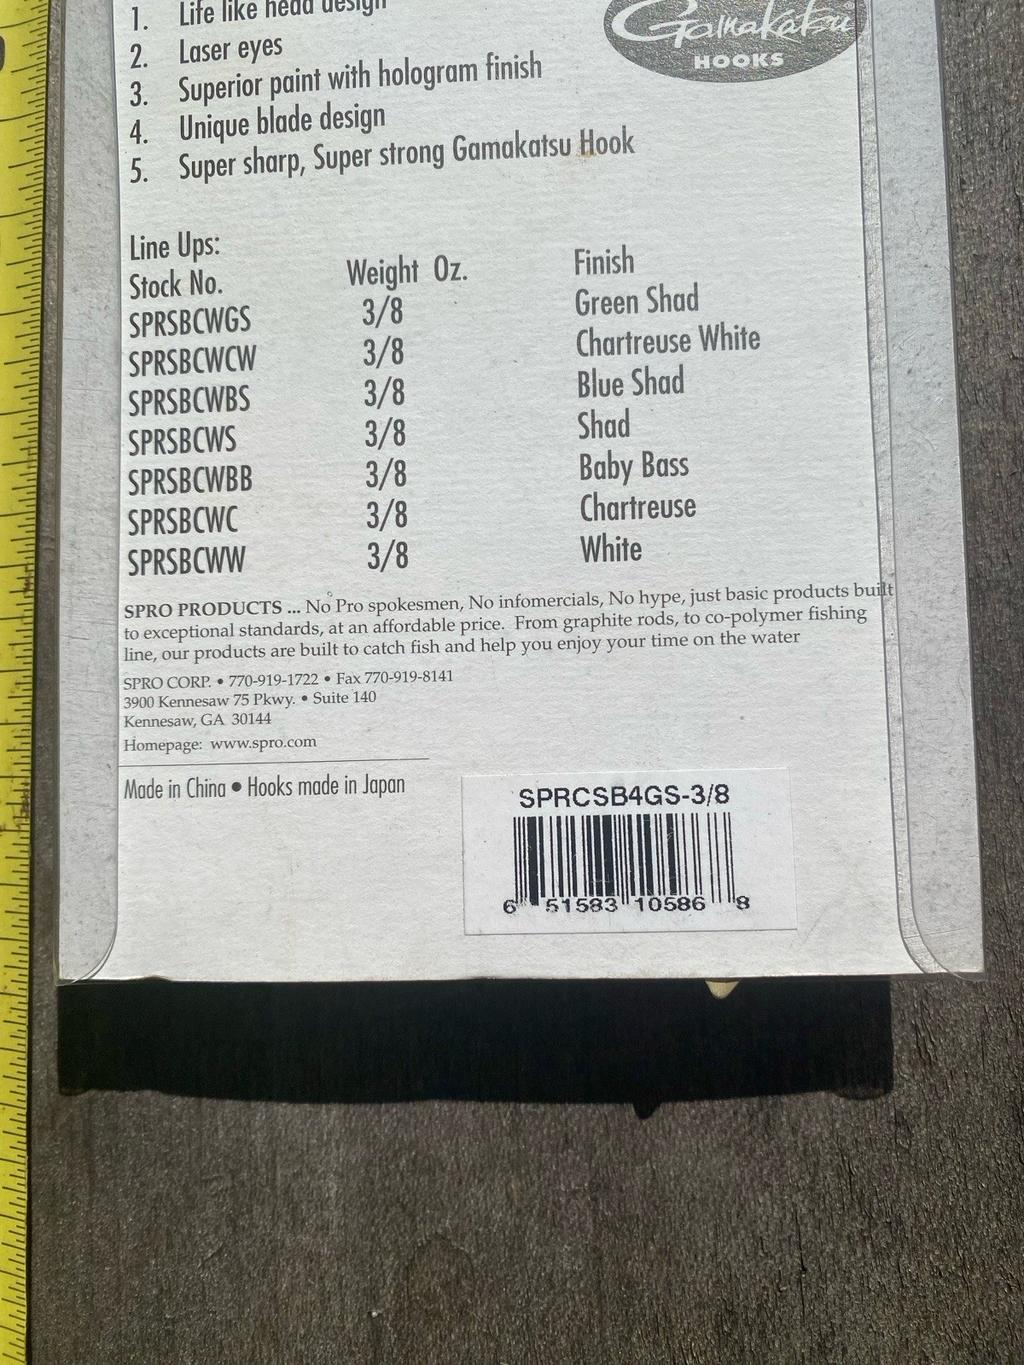 1. Life like head design
2. Laser eyes
3. Superior paint with hologram finish
4. Unique blade design
5. Super sharp, Super strong Gamakatsu Hook
Gamakatsu
HOOKS
Line Ups:
Stock No. Weight Oz. Finish
SPRSBCWGS 3/8 Green Shad
SPRSBCWCW 3/8 Chartreuse White
SPRSBCWBS 3/8 Blue Shad
SPRSBCWS 3/8 Shad
SPRSBCWBB 3/8 Baby Bass
SPRSBCWC 3/8 Chartreuse
SPRSBCWW 3/8 White
SPRO PRODUCTS ... No Pro spokesmen, No infomercials, No hype, just basic products built
to exceptional standards, at an affordable price. From graphite rods, to co-polymer fishing
line, our products are built to catch fish and help you enjoy your time on the water
SPRO CORP. • 770-919-1722 • Fax 770-919-8141
3900 Kennesaw 75 Pkwy. • Suite 140
Kennesaw, GA 30144
Homepage: www.spro.com
Made in China • Hooks made in Japan
SPRCSB4GS-3/8
6 51583 10586 8